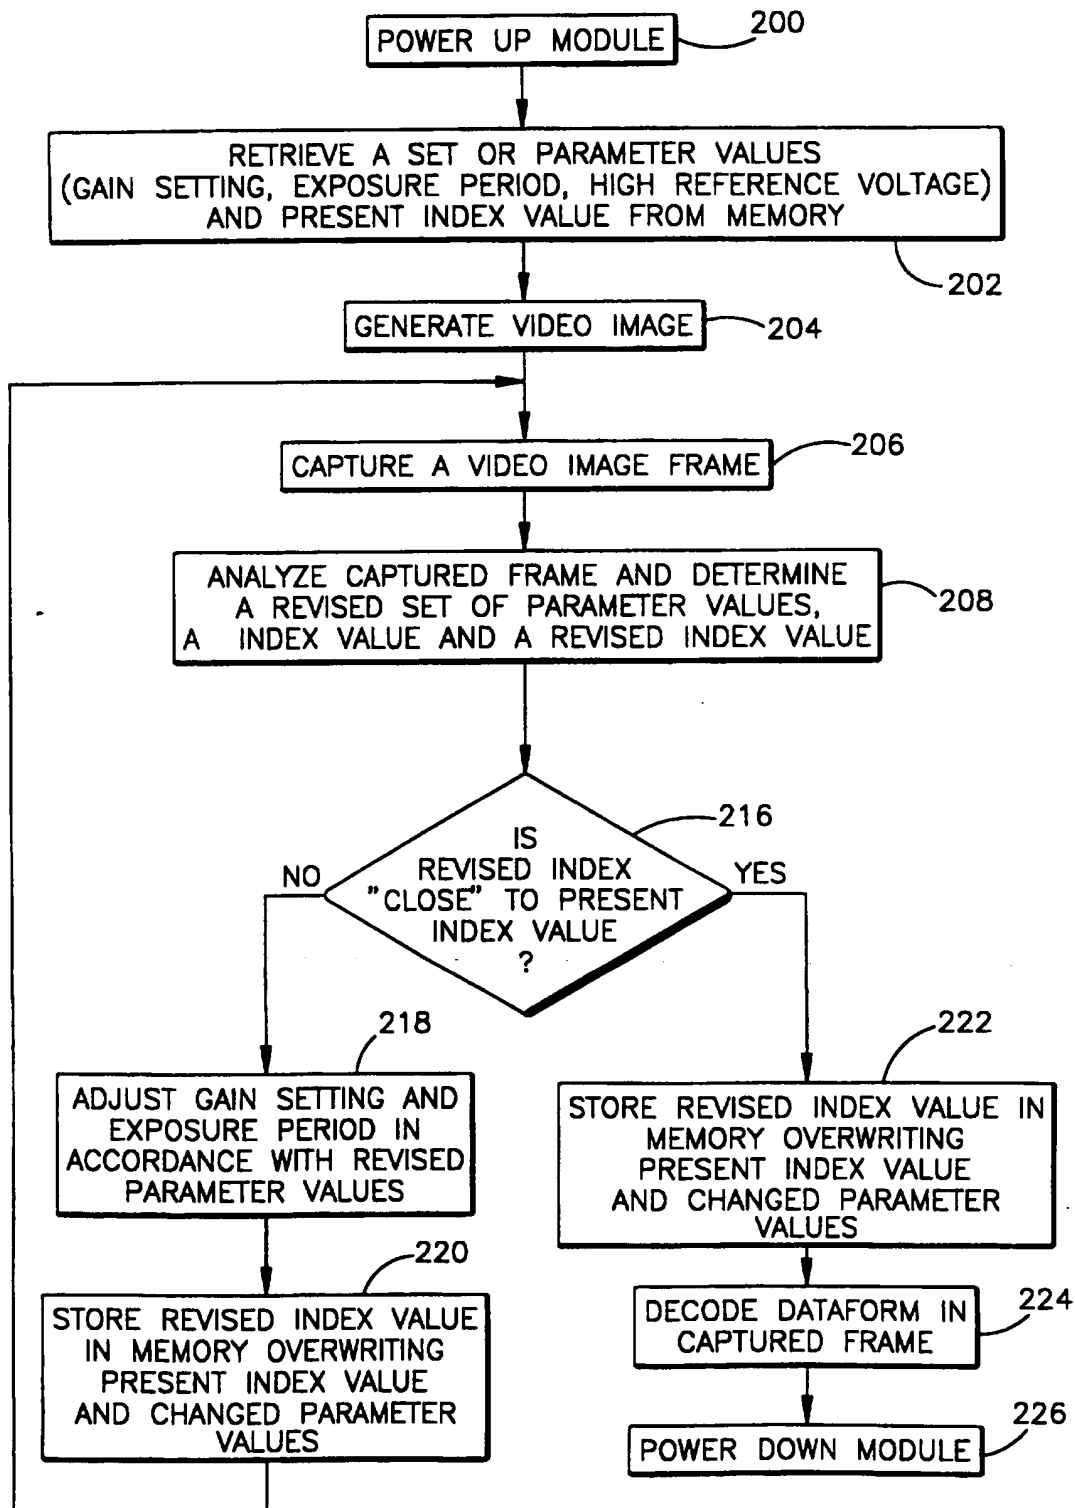 POWER UP MODULE
200
RETRIEVE A SET OR PARAMETER VALUES
(GAIN SETTING, EXPOSURE PERIOD, HIGH REFERENCE VOLTAGE)
AND PRESENT INDEX VALUE FROM MEMORY
202
GENERATE VIDEO IMAGE
204
CAPTURE A VIDEO IMAGE FRAME
206
ANALYZE CAPTURED FRAME AND DETERMINE
A REVISED SET OF PARAMETER VALUES,
A INDEX VALUE AND A REVISED INDEX VALUE
208
IS
REVISED INDEX
"CLOSE" TO PRESENT
INDEX VALUE
?
216
NO
YES
218
ADJUST GAIN SETTING AND
EXPOSURE PERIOD IN
ACCORDANCE WITH REVISED
PARAMETER VALUES
220
STORE REVISED INDEX VALUE
IN MEMORY OVERWRITING
PRESENT INDEX VALUE
AND CHANGED PARAMETER
VALUES
222
STORE REVISED INDEX VALUE IN
MEMORY OVERWRITING
PRESENT INDEX VALUE
AND CHANGED PARAMETER
VALUES
DECODE DATAFORM IN
CAPTURED FRAME
224
POWER DOWN MODULE
226